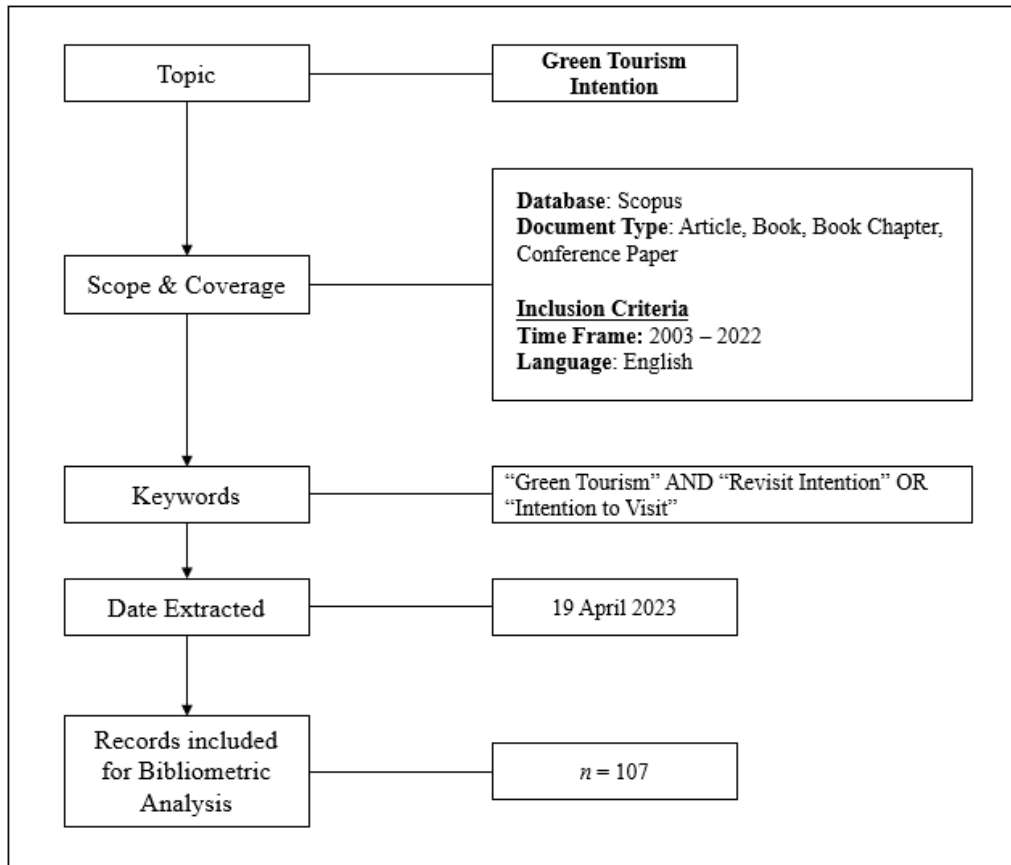 Topic
Green Tourism
Intention
Scope & Coverage
Database: Scopus
Document Type: Article, Book, Book Chapter,
Conference Paper
Inclusion Criteria
Time Frame: 2003 – 2022
Language: English
Keywords
“Green Tourism” AND “Revisit Intention” OR
“Intention to Visit”
Date Extracted
19 April 2023
Records included
for Bibliometric
Analysis
n = 107